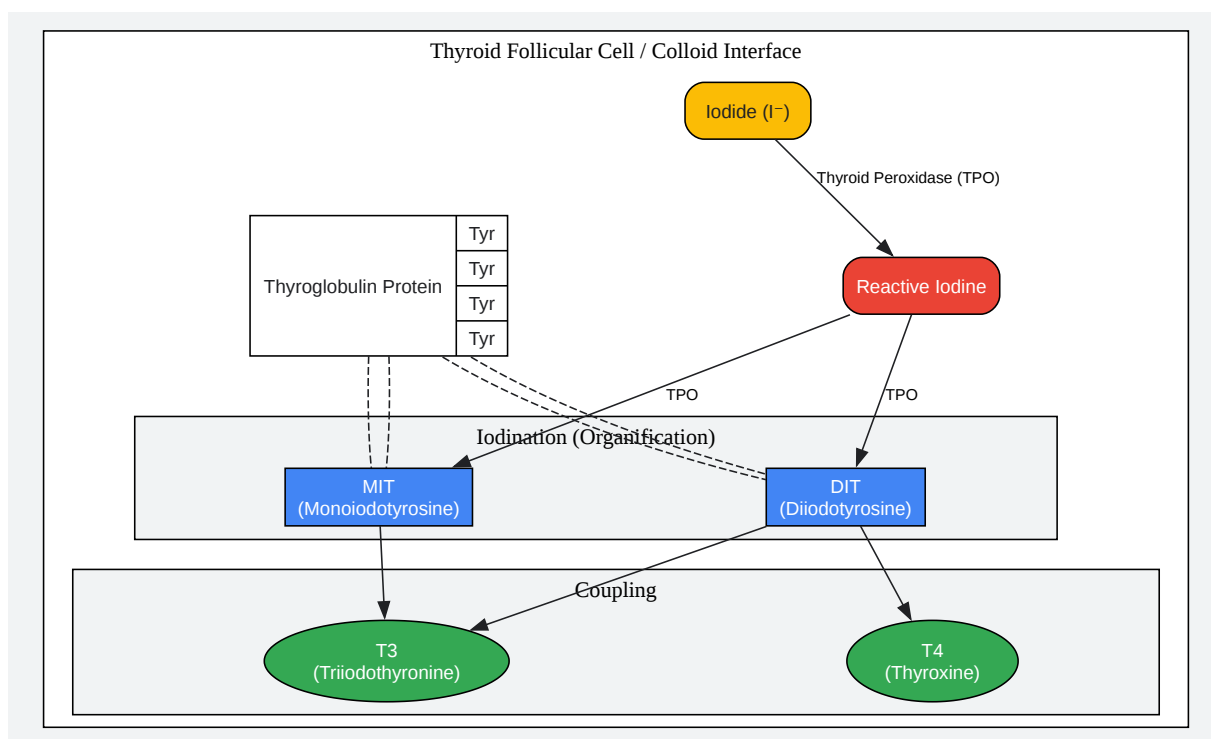 Thyroid Follicular Cell / Colloid Interface
Iodide (I⁻)
Thyroid Peroxidase (TPO)
Thyroglobulin Protein
Tyr
Tyr
Tyr
Tyr
Reactive Iodine
TPO
TPO
Iodination (Organification)
MIT
(Monoiodotyrosine)
DIT
(Diiodotyrosine)
Coupling
T3
(Triiodothyronine)
T4
(Thyroxine)